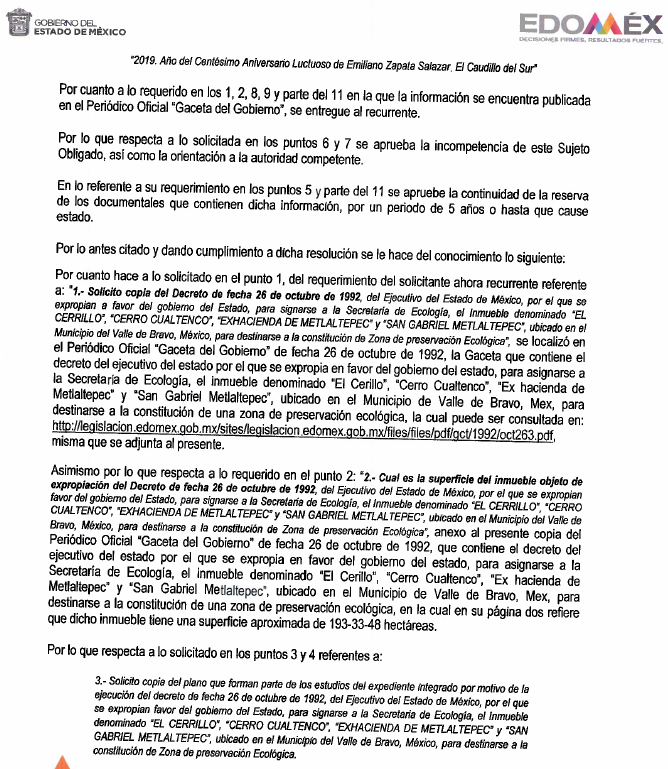 GOBIERNO DEL
ESTADO DE MÉXICO
EDOMÉX
DECISIONES FIRMES, RESULTADOS FUERTES.
"2019. Año del Centésimo Aniversario Luctuoso de Emiliano Zapata Salazar, El Caudillo del Sur"
Por cuanto a lo requerido en los 1, 2, 8, 9 y parte del 11 en la que la información se encuentra publicada
en el Periódico Oficial "Gaceta del Gobierno", se entregue al recurrente.
Por lo que respecta a lo solicitada en los puntos 6 y 7 se aprueba la incompetencia de este Sujeto
Obligado, así como la orientación a la autoridad competente.
En lo referente a su requerimiento en los puntos 5 y parte del 11 se apruebe la continuidad de la reserva
de los documentales que contienen dicha información, por un periodo de 5 años o hasta que cause
estado.
Por lo antes citado y dando cumplimiento a dicha resolución se le hace del conocimiento lo siguiente:
Por cuanto hace a lo solicitado en el punto 1, del requerimiento del solicitante ahora recurrente referente
a: "1.- Solicito copia del Decreto de fecha 26 de octubre de 1992, del Ejecutivo del Estado de México, por el que se
expropian a favor del gobierno del Estado, para signarse a la Secretaría de Ecología, el Inmueble denominado "EL
CERRILLO", "CERRO CUALTENCO", "EXHACIENDA DE METLALTEPEC" y "SAN GABRIEL METLALTEPEC", ubicado en el
Municipio del Valle de Bravo, México, para destinarse a la constitución de Zona de preservación Ecológica", se localizó en
el Periódico Oficial "Gaceta del Gobierno" de fecha 26 de octubre de 1992, la Gaceta que contiene el
decreto del ejecutivo del estado por el que se expropia en favor del gobierno del estado, para asignarse a
la Secretaría de Ecología, el inmueble denominado "El Cerillo", "Cerro Cualtenco", "Ex hacienda de
Metlaltepec" y "San Gabriel Metlaltepec", ubicado en el Municipio de Valle de Bravo, Mex, para
destinarse a la constitución de una zona de preservación ecológica, la cual puede ser consultada en:
http://legislacion.edomex.gob.mx/sites/legislacion.edomex.gob.mx/files/files/pdf/gct/1992/oct263.pdf,
misma que se adjunta al presente.
Asimismo por lo que respecta a lo requerido en el punto 2: "2.- Cual es la superficie del inmueble objeto de
expropiación del Decreto de fecha 26 de octubre de 1992, del Ejecutivo del Estado de México, por el que se expropian
favor del gobierno del Estado, para signarse a la Secretaría de Ecología, el Inmueble denominado "EL CERRILLO", "CERRO
CUALTENCO", "EXHACIENDA DE METLALTEPEC" y "SAN GABRIEL METLALTEPEC", ubicado en el Municipio del Valle de
Bravo, México, para destinarse a la constitución de Zona de preservación Ecológica", anexo al presente copia del
Periódico Oficial "Gaceta del Gobierno" de fecha 26 de octubre de 1992, que contiene el decreto del
ejecutivo del estado por el que se expropia en favor del gobierno del estado, para asignarse a la
Secretaría de Ecología, el inmueble denominado "El Cerillo", "Cerro Cualtenco", "Ex hacienda de
Metlaltepec" y "San Gabriel Metlaltepec", ubicado en el Municipio de Valle de Bravo, Mex, para
destinarse a la constitución de una zona de preservación ecológica, en la cual en su página dos refiere
que dicho inmueble tiene una superficie aproximada de 193-33-48 hectáreas.
Por lo que respecta a lo solicitado en los puntos 3 y 4 referentes a:
3.- Solicito copia del plano que forman parte de los estudios del expediente integrado por motivo de la
ejecución del decreto de fecha 26 de octubre de 1992, del Ejecutivo del Estado de México, por el que
se expropian favor del gobierno del Estado, para signarse a la Secretaría de Ecología, el Inmueble
denominado "EL CERRILLO", "CERRO CUALTENCO", "EXHACIENDA DE METLALTEPEC" y "SAN
GABRIEL METLALTEPEC", ubicado en el Municipio del Valle de Bravo, México, para destinarse a la
constitución de Zona de preservación Ecológica.